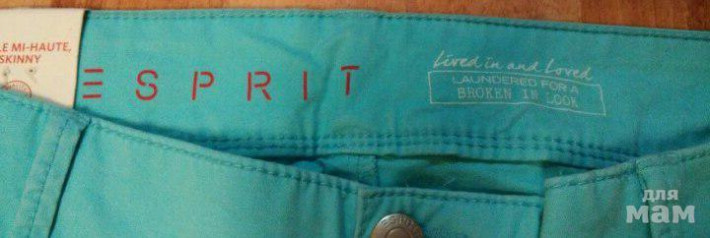 LE MI-HAUTE,
SKINNY
ESPRIT
Lived in and Loved
LAUNDERED FOR A
BROKEN IN LOOK
для
мам